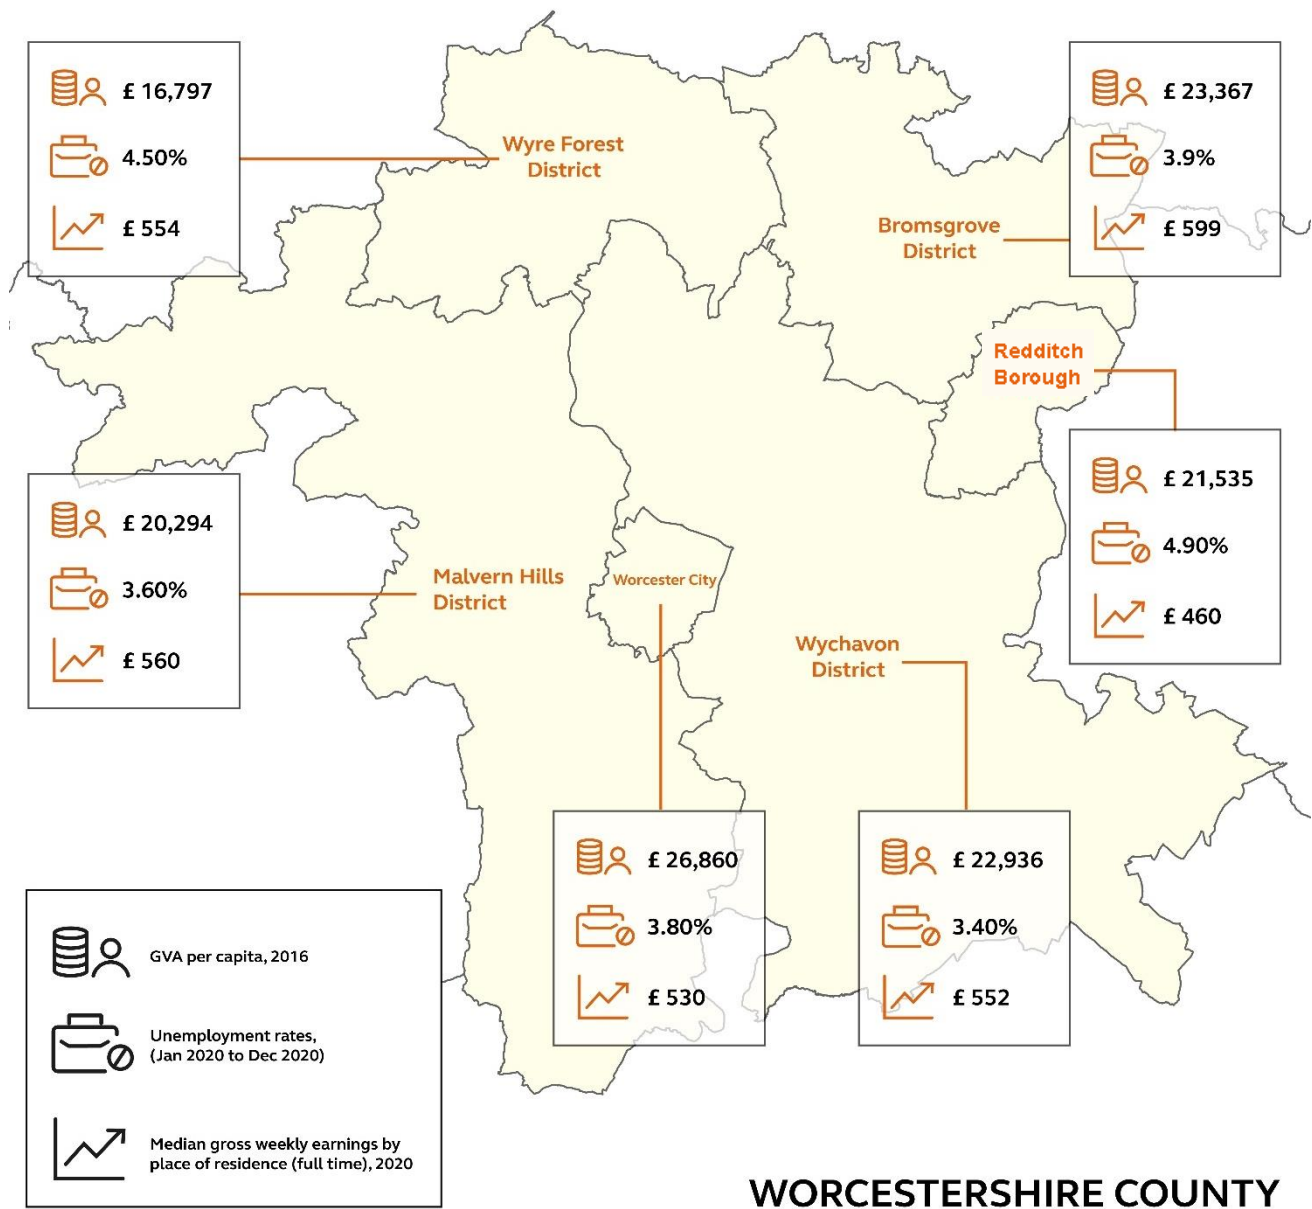 £ 16,797
4.50%
£ 554
Wyre Forest
District
£ 23,367
3.9%
£ 599
Bromsgrove
District
Redditch
Borough
£ 21,535
4.90%
£ 460
£ 20,294
3.60%
£ 560
Malvern Hills
District
Worcester City
Wychavon
District
£ 26,860
3.80%
£ 530
£ 22,936
3.40%
£ 552
GVA per capita, 2016
Unemployment rates,
(Jan 2020 to Dec 2020)
Median gross weekly earnings by
place of residence (full time), 2020
WORCESTERSHIRE COUNTY